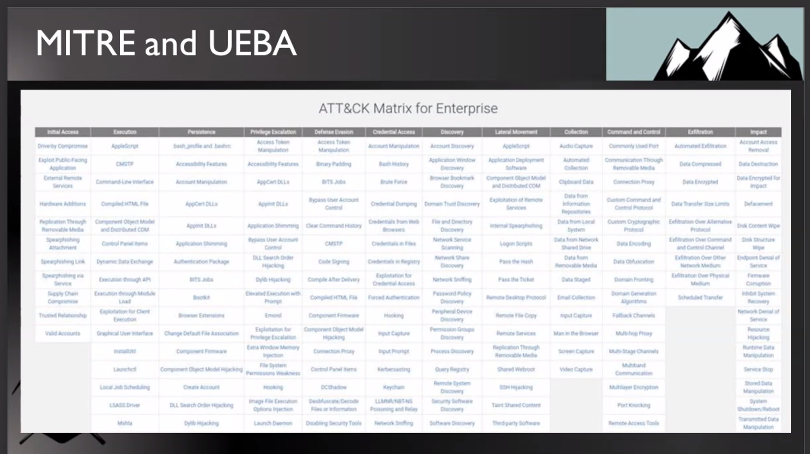 MITRE and UEBA
ATT&CK Matrix for Enterprise
Initial Access Execution Persistence Privilege Escalation Defense Evasion Credential Access Discovery Lateral Movement Collection Command and Control Exfiltration Impact
Drive-by Compromise AppleScript .bash_profile and .bashrc Access Token Manipulation Access Token Manipulation Account Manipulation Account Discovery AppleScript Audio Capture Commonly Used Port Automated Exfiltration Account Access Removal
Exploit Public-Facing Application CMSTP Accessibility Features Accessibility Features Binary Padding Bash History Application Window Discovery Application Deployment Software Automated Collection Communication Through Removable Media Data Compressed Data Destruction
External Remote Services Command-Line Interface Account Manipulation AppCert DLLs BITS Jobs Brute Force Browser Bookmark Discovery Component Object Model and Distributed COM Clipboard Data Connection Proxy Data Encrypted Data Encrypted for Impact
Hardware Additions Compiled HTML File AppCert DLLs AppInit DLLs Bypass User Account Control Credential Dumping Domain Trust Discovery Exploitation of Remote Services Data from Information Repositories Custom Command and Control Protocol Data Transfer Size Limits Defacement
Replication Through Removable Media Component Object Model and Distributed COM AppInit DLLs Application Shimming Clear Command History Credentials from Web Browsers File and Directory Discovery Internal Spearphishing Data from Local System Custom Cryptographic Protocol Exfiltration Over Alternative Protocol Disk Content Wipe
Spearphishing Attachment Control Panel Items Application Shimming Bypass User Account Control CMSTP Credentials in Files Network Service Scanning Logon Scripts Data from Network Shared Drive Data Encoding Exfiltration Over Command and Control Channel Disk Structure Wipe
Spearphishing Link Dynamic Data Exchange Authentication Package DLL Search Order Hijacking Code Signing Credentials in Registry Network Share Discovery Pass the Hash Data from Removable Media Data Obfuscation Exfiltration Over Other Network Medium Endpoint Denial of Service
Spearphishing via Service Execution through API BITS Jobs Dylib Hijacking Compile After Delivery Exploitation for Credential Access Network Sniffing Pass the Ticket Data Staged Domain Fronting Exfiltration Over Physical Medium Firmware Corruption
Supply Chain Compromise Execution through Module Load Bootkit Elevated Execution with Prompt Compiled HTML File Forced Authentication Password Policy Discovery Remote Desktop Protocol Email Collection Domain Generation Algorithms Scheduled Transfer Inhibit System Recovery
Trusted Relationship Exploitation for Client Execution Browser Extensions Emond Component Firmware Hooking Peripheral Device Discovery Remote File Copy Input Capture Fallback Channels Network Denial of Service
Valid Accounts Graphical User Interface Change Default File Association Exploitation for Privilege Escalation Component Object Model Hijacking Input Capture Permission Groups Discovery Remote Services Man in the Browser Multi-hop Proxy Resource Hijacking
InstallUtil Component Firmware Extra Window Memory Injection Connection Proxy Input Prompt Process Discovery Replication Through Removable Media Screen Capture Multi-Stage Channels Runtime Data Manipulation
Launchctl Component Object Model Hijacking File System Permissions Weakness Control Panel Items Kerberoasting Query Registry Shared Webroot Video Capture Multiband Communication Service Stop
Local Job Scheduling Create Account Hooking DCShadow Keychain Remote System Discovery SSH Hijacking Multilayer Encryption Stored Data Manipulation
LSASS Driver DLL Search Order Hijacking Image File Execution Options Injection Deobfuscate/Decode Files or Information LLMNR/NBT-NS Poisoning and Relay Security Software Discovery Taint Shared Content Port Knocking System Shutdown/Reboot
Mshta Dylib Hijacking Launch Daemon Disabling Security Tools Network Sniffing Software Discovery Third-party Software Remote Access Tools Transmitted Data Manipulation